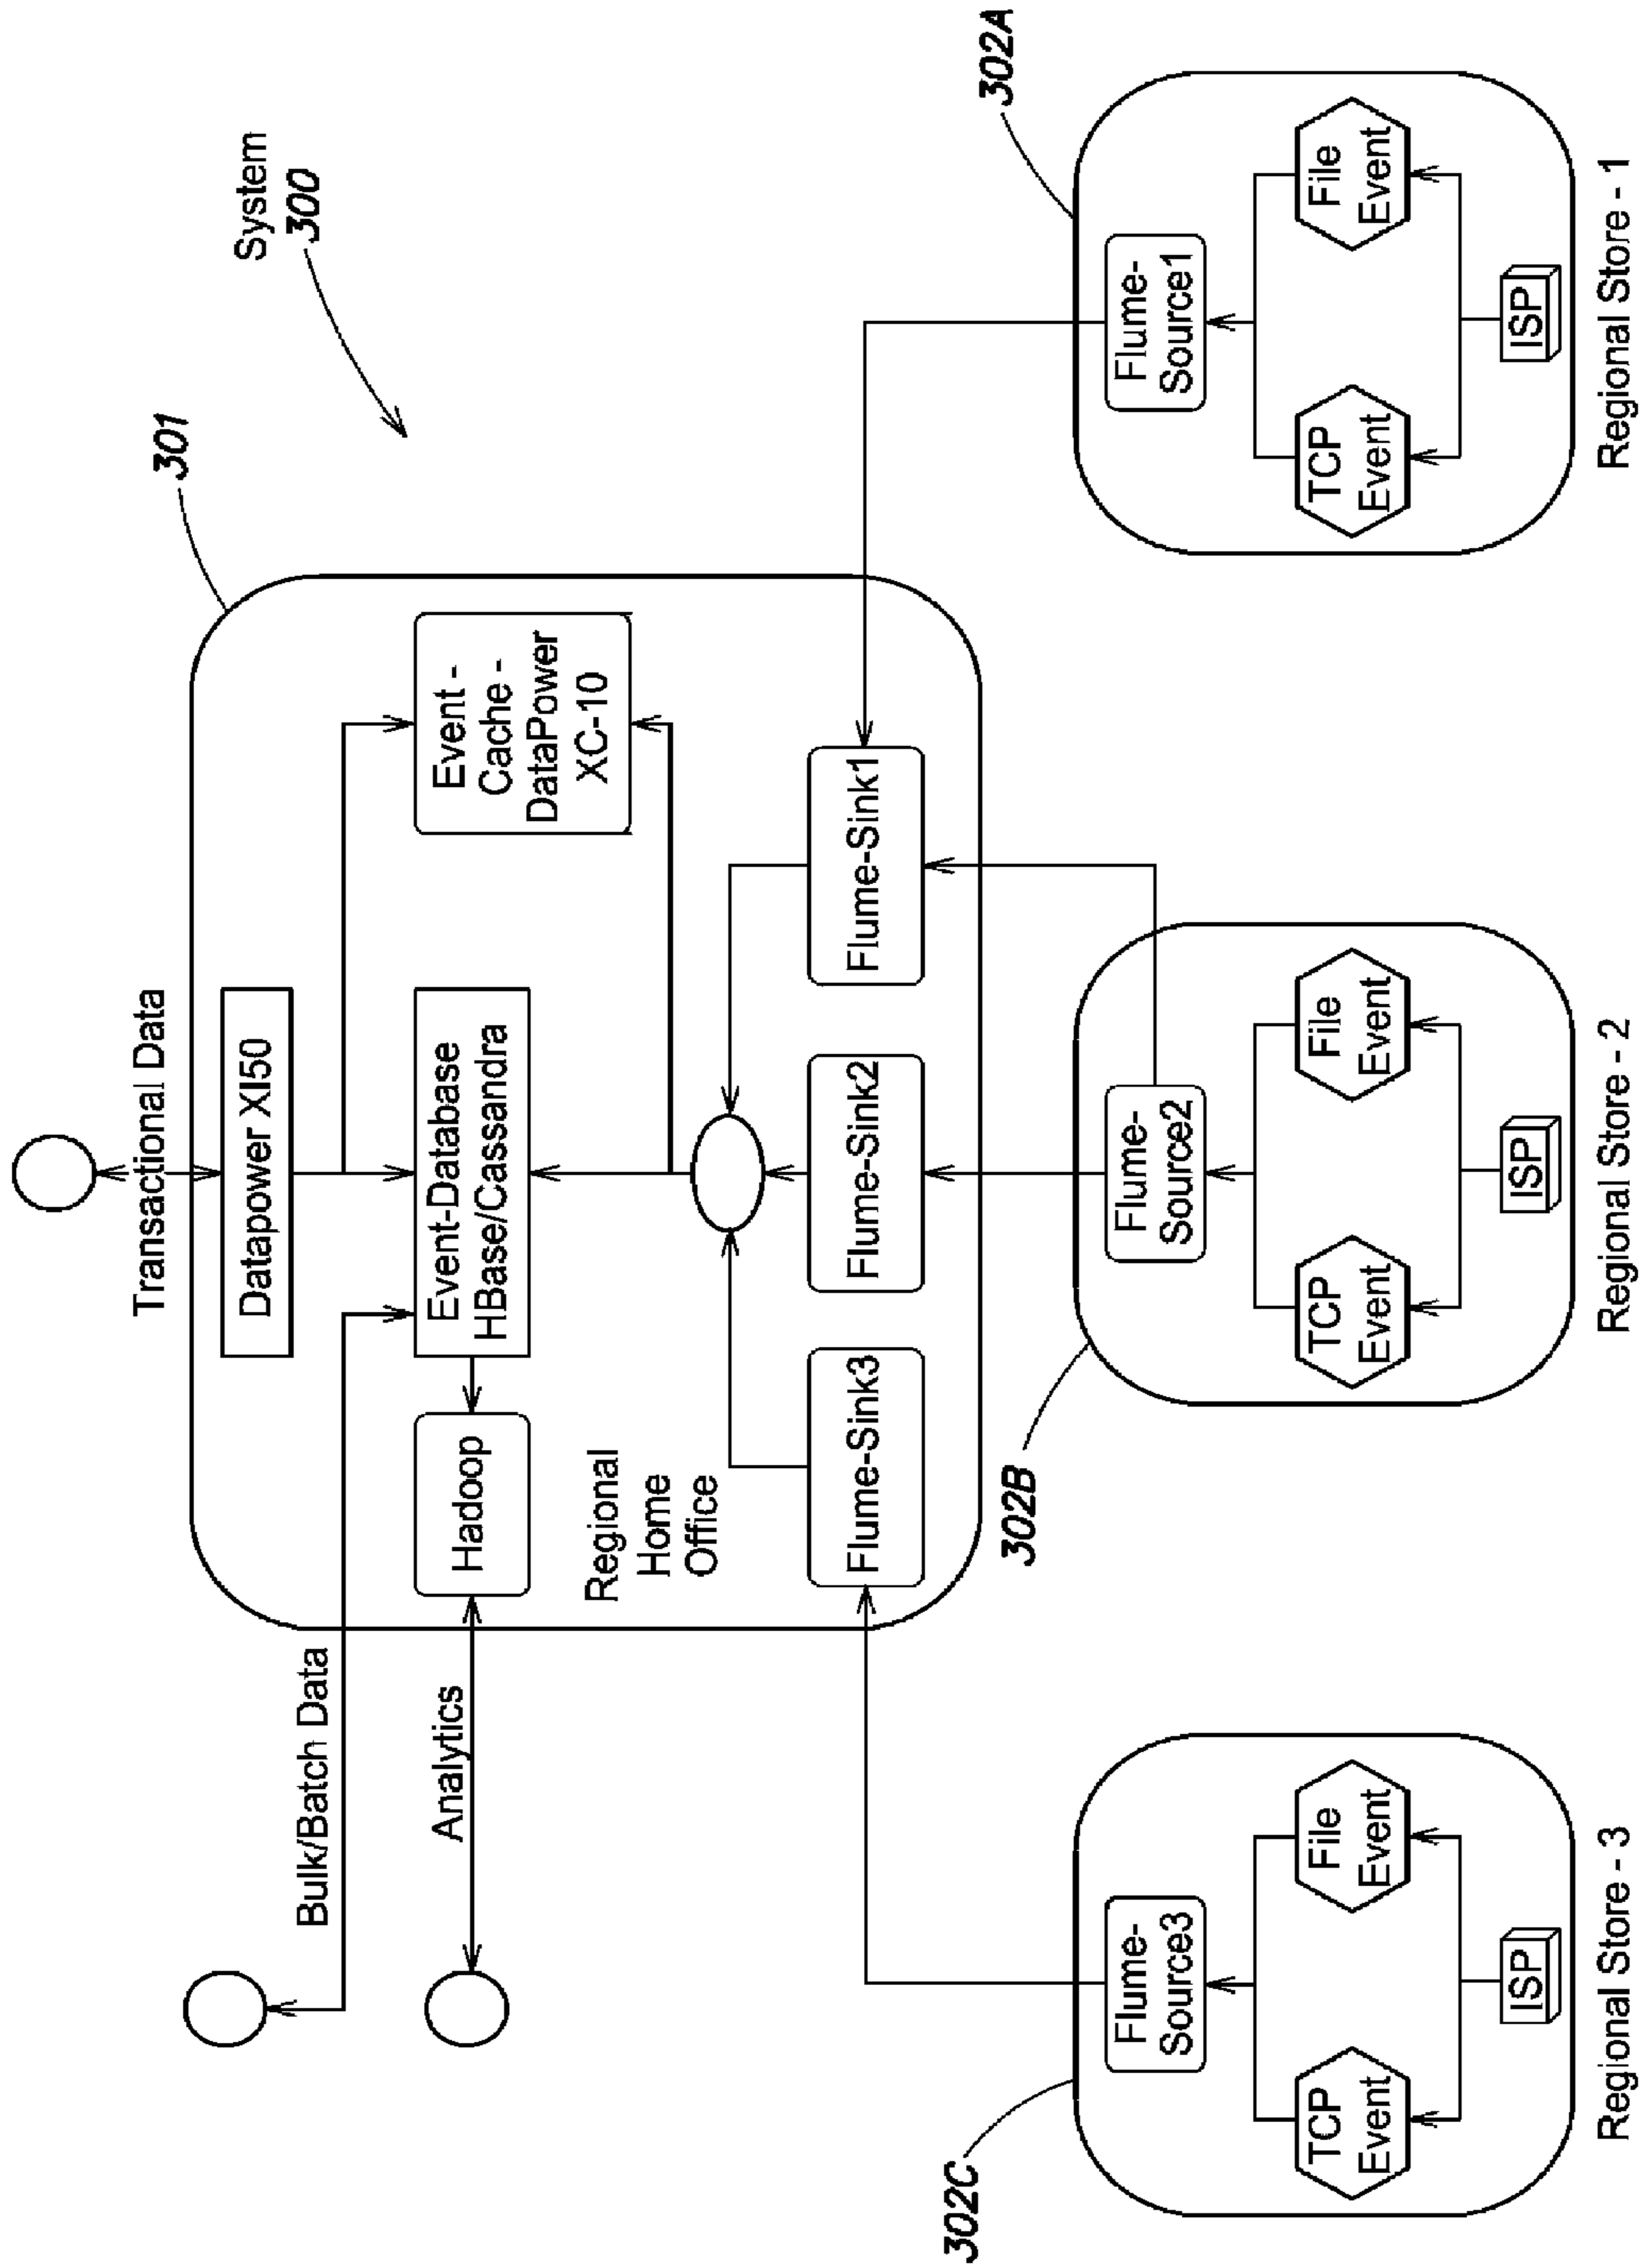 System
300
301
Transactional Data
Bulk/Batch Data
Analytics
Datapower XI50
Hadoop
Event-Database
HBase/Cassandra
Event -
Cache -
DataPower
XC-10
Regional
Home
Office
Flume-Sink3
Flume-Sink2
Flume-Sink1
302C
Flume-
Source3
TCP
Event
File
Event
ISP
Regional Store - 3
302B
Flume-
Source2
TCP
Event
File
Event
ISP
Regional Store - 2
302A
Flume-
Source1
TCP
Event
File
Event
ISP
Regional Store - 1